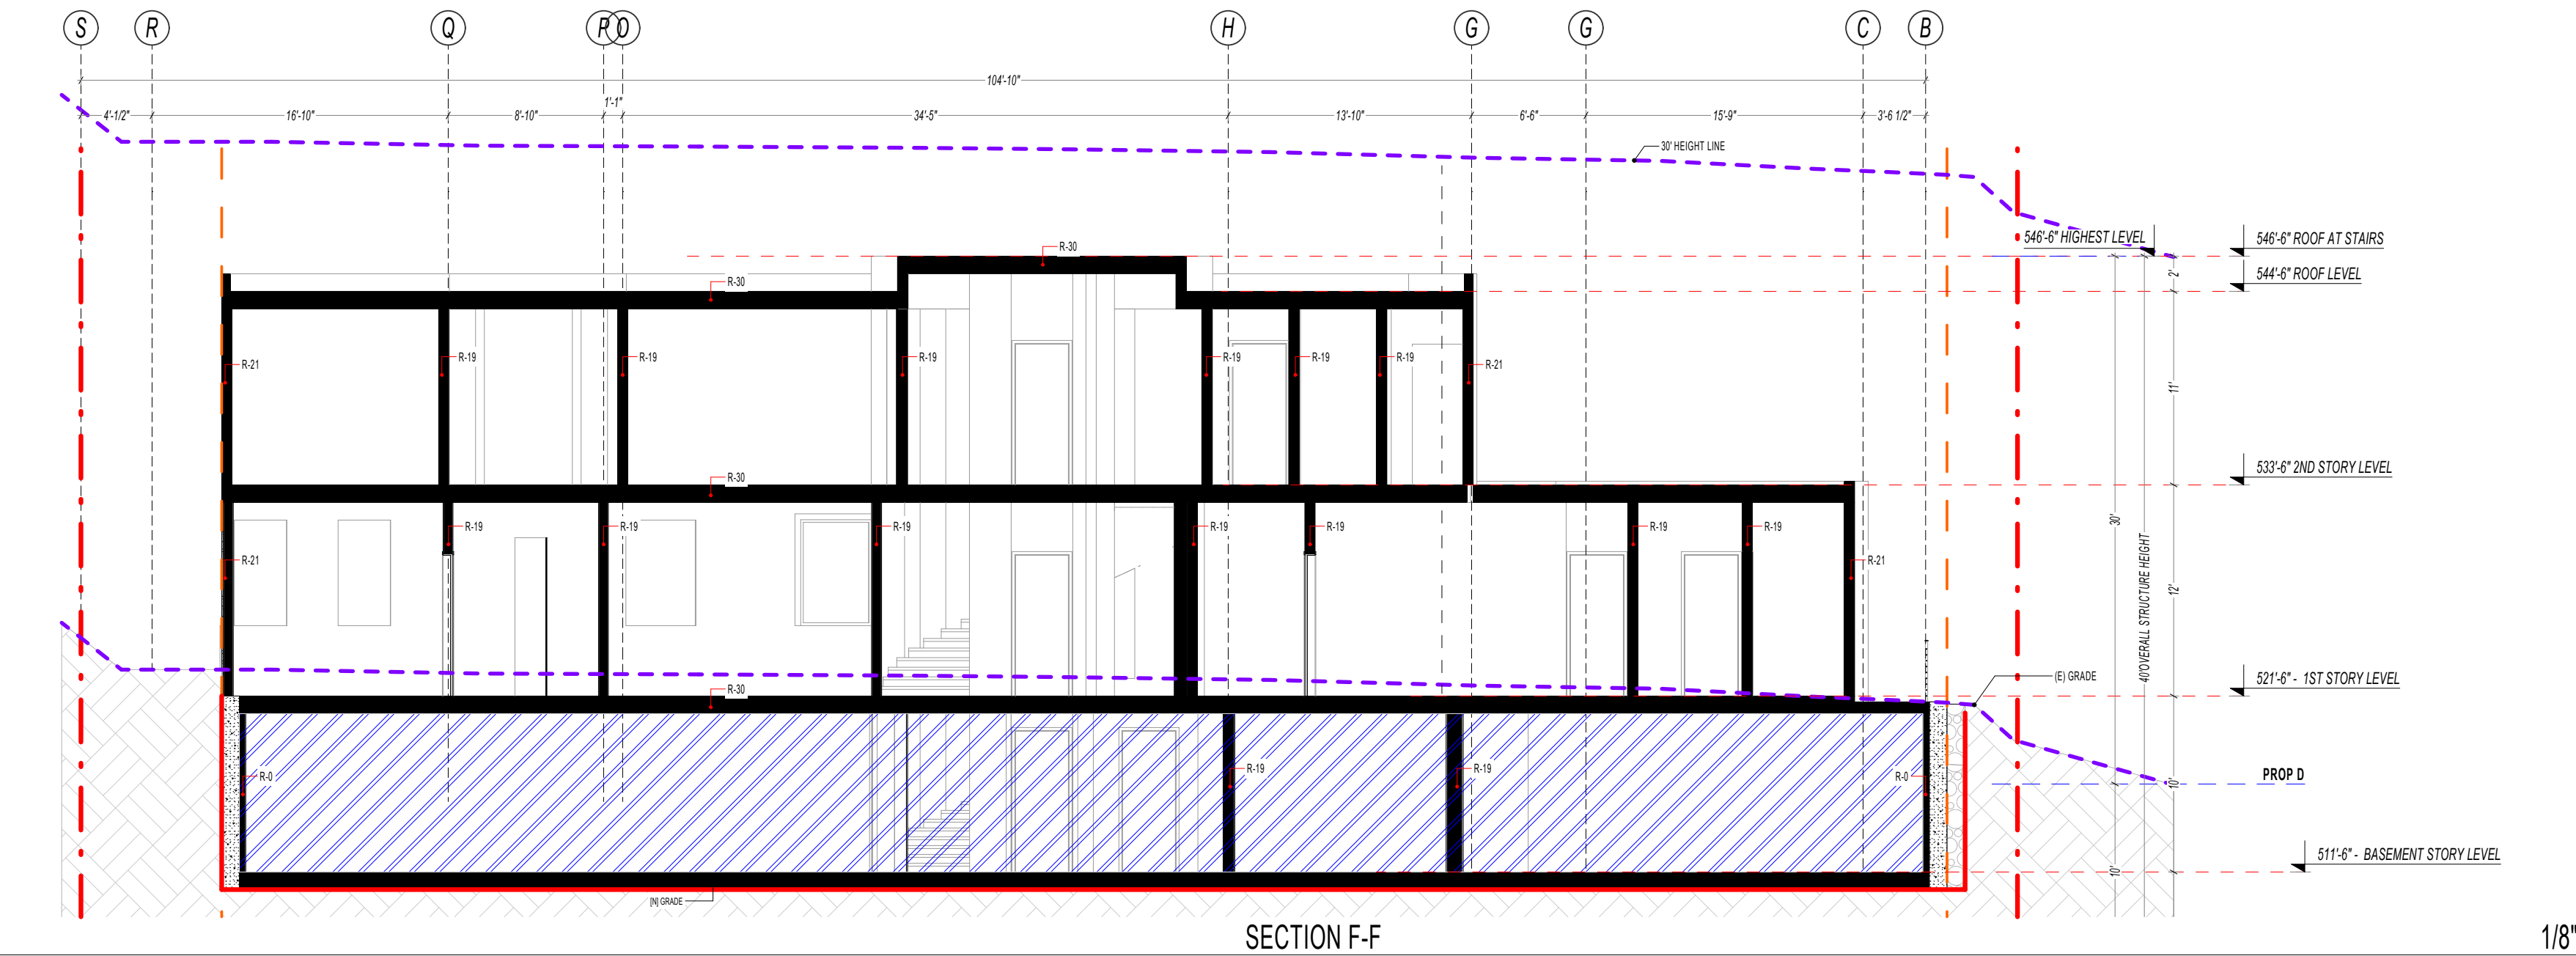 S R Q P O H G G C B
104'-10"
4'-1/2" 16'-10" 8'-10" 1'-1" 34'-5" 13'-10" 6'-6" 15'-9" 3'-6 1/2"
30' HEIGHT LINE
546'-6" HIGHEST LEVEL
546'-6" ROOF AT STAIRS
R-30
2'
544'-6" ROOF LEVEL
R-30
R-21 R-19 R-19 R-19 R-19 R-19 R-19 R-21
11'
533'-6" 2ND STORY LEVEL
R-30
R-19 R-19 R-19 R-19 R-19 R-19 R-19
30'
R-21 R-21
12'
40'OVERALL STRUCTURE HEIGHT
(E) GRADE
521'-6" - 1ST STORY LEVEL
R-30
R-0 R-19 R-19 R-0
PROP D
10'
511'-6" - BASEMENT STORY LEVEL
10'
[N] GRADE
SECTION F-F
1/8"